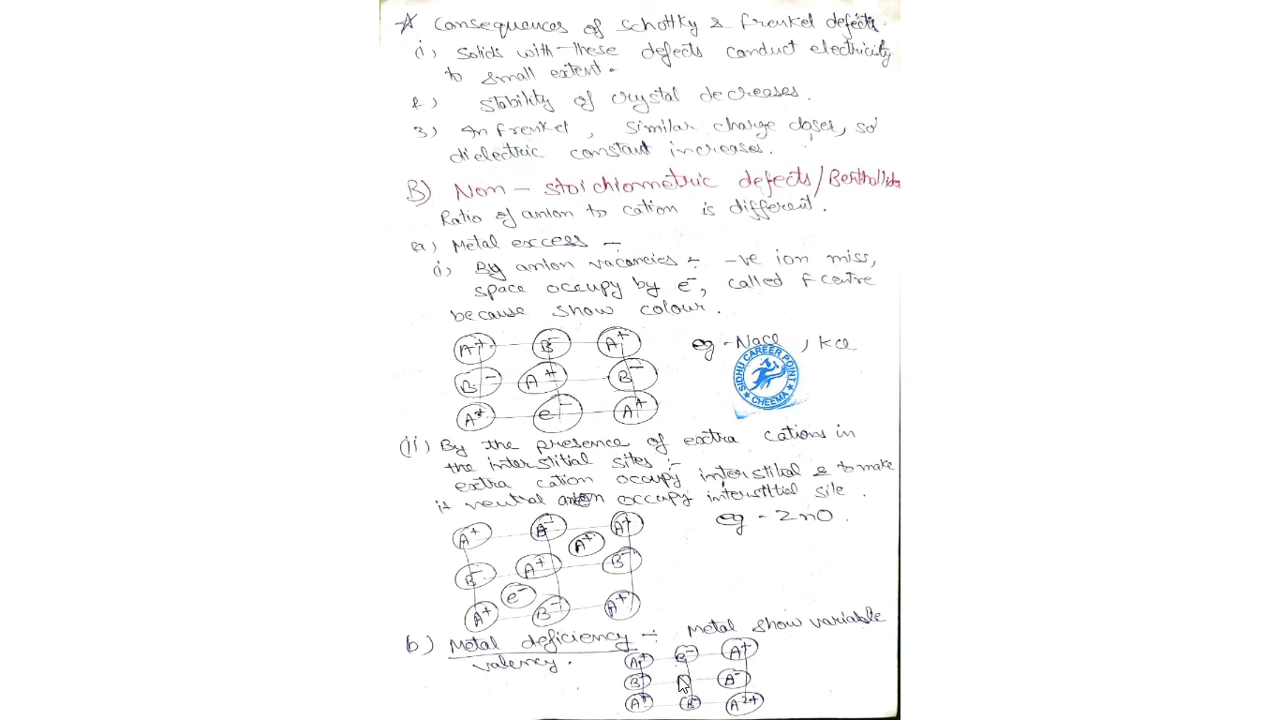 ☆ Consequences of Schottky & frenkel defects.
(i) Solids with these defects conduct electricity
to small extent.
2) Stability of crystal decreases.
3) In frenkel, similar charge closer, so
dielectric constant increases.
B) Non-stoichiometric defects/
Ratio of anion to cation is different.
(a) Metal excess -
(i) By anion vacancies :- -ve ion miss,
space occupy by e⁻, called f centre
because show colour.
eg - NaCl, KCl
A⁺ B⁻ A⁺
B⁻ A⁺ B⁻
A⁺ e⁻ A⁺
SIDHU CAREER POINT
CHEEMA
(ii) By the presence of extra cations in
the interstitial sites :-
extra cation occupy interstitial & to make
it neutral occupy interstitial site.
eg - ZnO.
A⁺ A⁺
A⁺
B⁻ A⁺ B⁻
e⁻
A⁺ B⁻ A⁺
b) Metal deficiency :- Metal show variable
valency.
A⁺ e⁻ A⁺
B⁻ A⁻
A⁺ B⁻ A²⁺